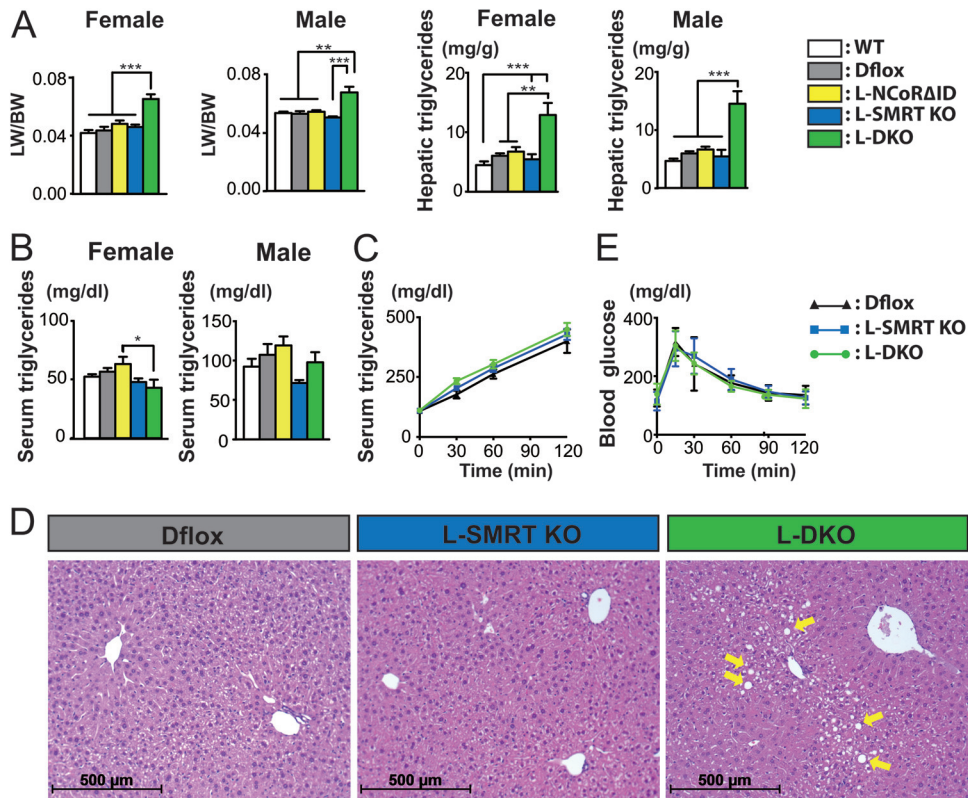 A
Female
LW/BW
0.08
0.04
0.00
***
Male
LW/BW
0.08
0.04
0.00
**
***
Female
(mg/g)
Hepatic triglycerides
20
15
10
5
0
***
**
Male
(mg/g)
Hepatic triglycerides
20
15
10
5
0
***
: WT
: Dflox
: L-NCoRΔID
: L-SMRT KO
: L-DKO
B
Female
(mg/dl)
Serum triglycerides
100
50
0
*
Male
Serum triglycerides
150
100
50
0
C
(mg/dl)
Serum triglycerides
500
250
0
0 30 60 90 120
Time (min)
E
(mg/dl)
Blood glucose
400
200
0
0 30 60 90 120
Time (min)
: Dflox
: L-SMRT KO
: L-DKO
D
Dflox
L-SMRT KO
L-DKO
500 µm
500 µm
500 µm